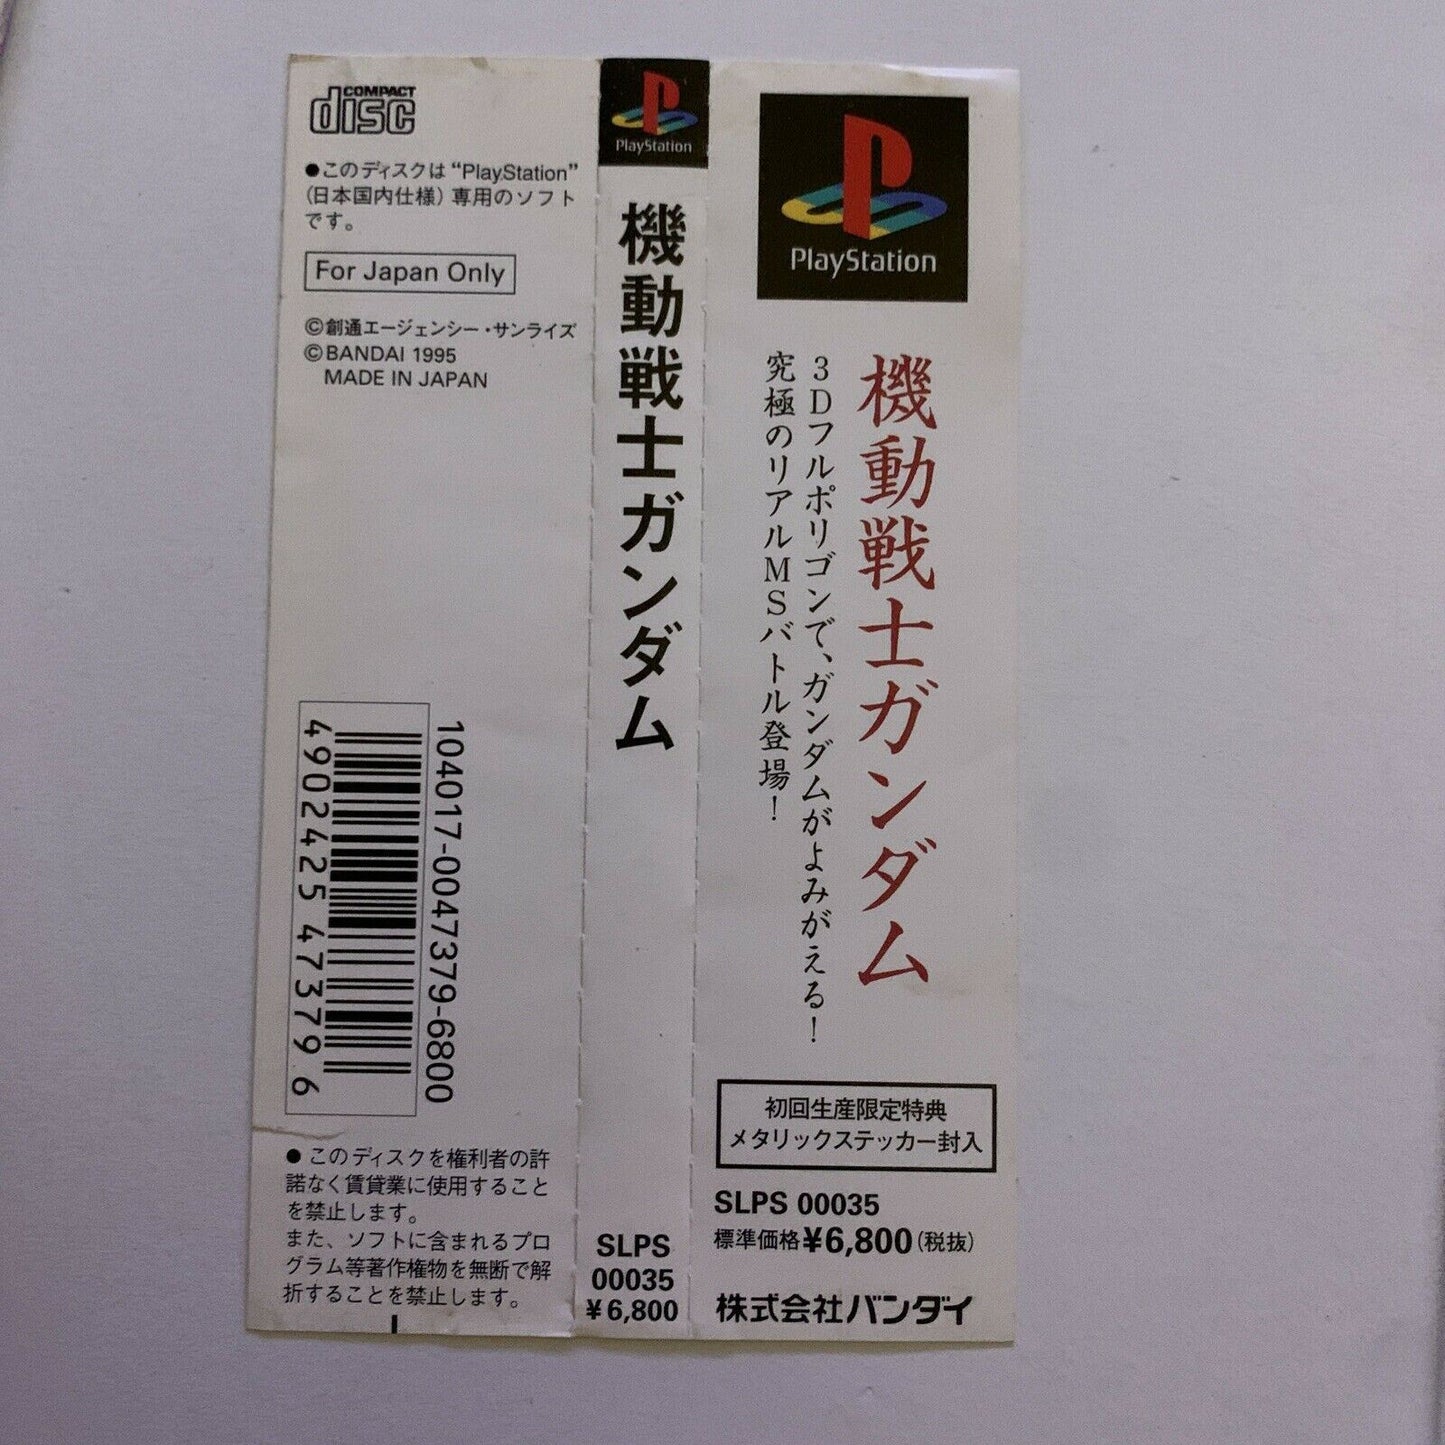 COMPACT
disc
●このディスクは“PlayStation”
(日本国内仕様) 専用のソフト
です。
For Japan Only
©創通エージェンシー・サンライズ
©BANDAI 1995
MADE IN JAPAN
104017-0047379-6800
4902425473796
● このディスクを権利者の許
諾なく賃貸業に使用すること
を禁止します。
また、ソフトに含まれるプロ
グラム等著作権物を無断で解
折することを禁止します。
PlayStation
機動戦士ガンダム
SLPS
00035
¥6,800
PlayStation
機動戦士ガンダム
3Dフルポリゴンで、ガンダムがよみがえる!
究極のリアルMSバトル登場!
初回生産限定特典
メタリックステッカー封入
SLPS 00035
標準価格¥6,800(税抜)
株式会社バンダイ